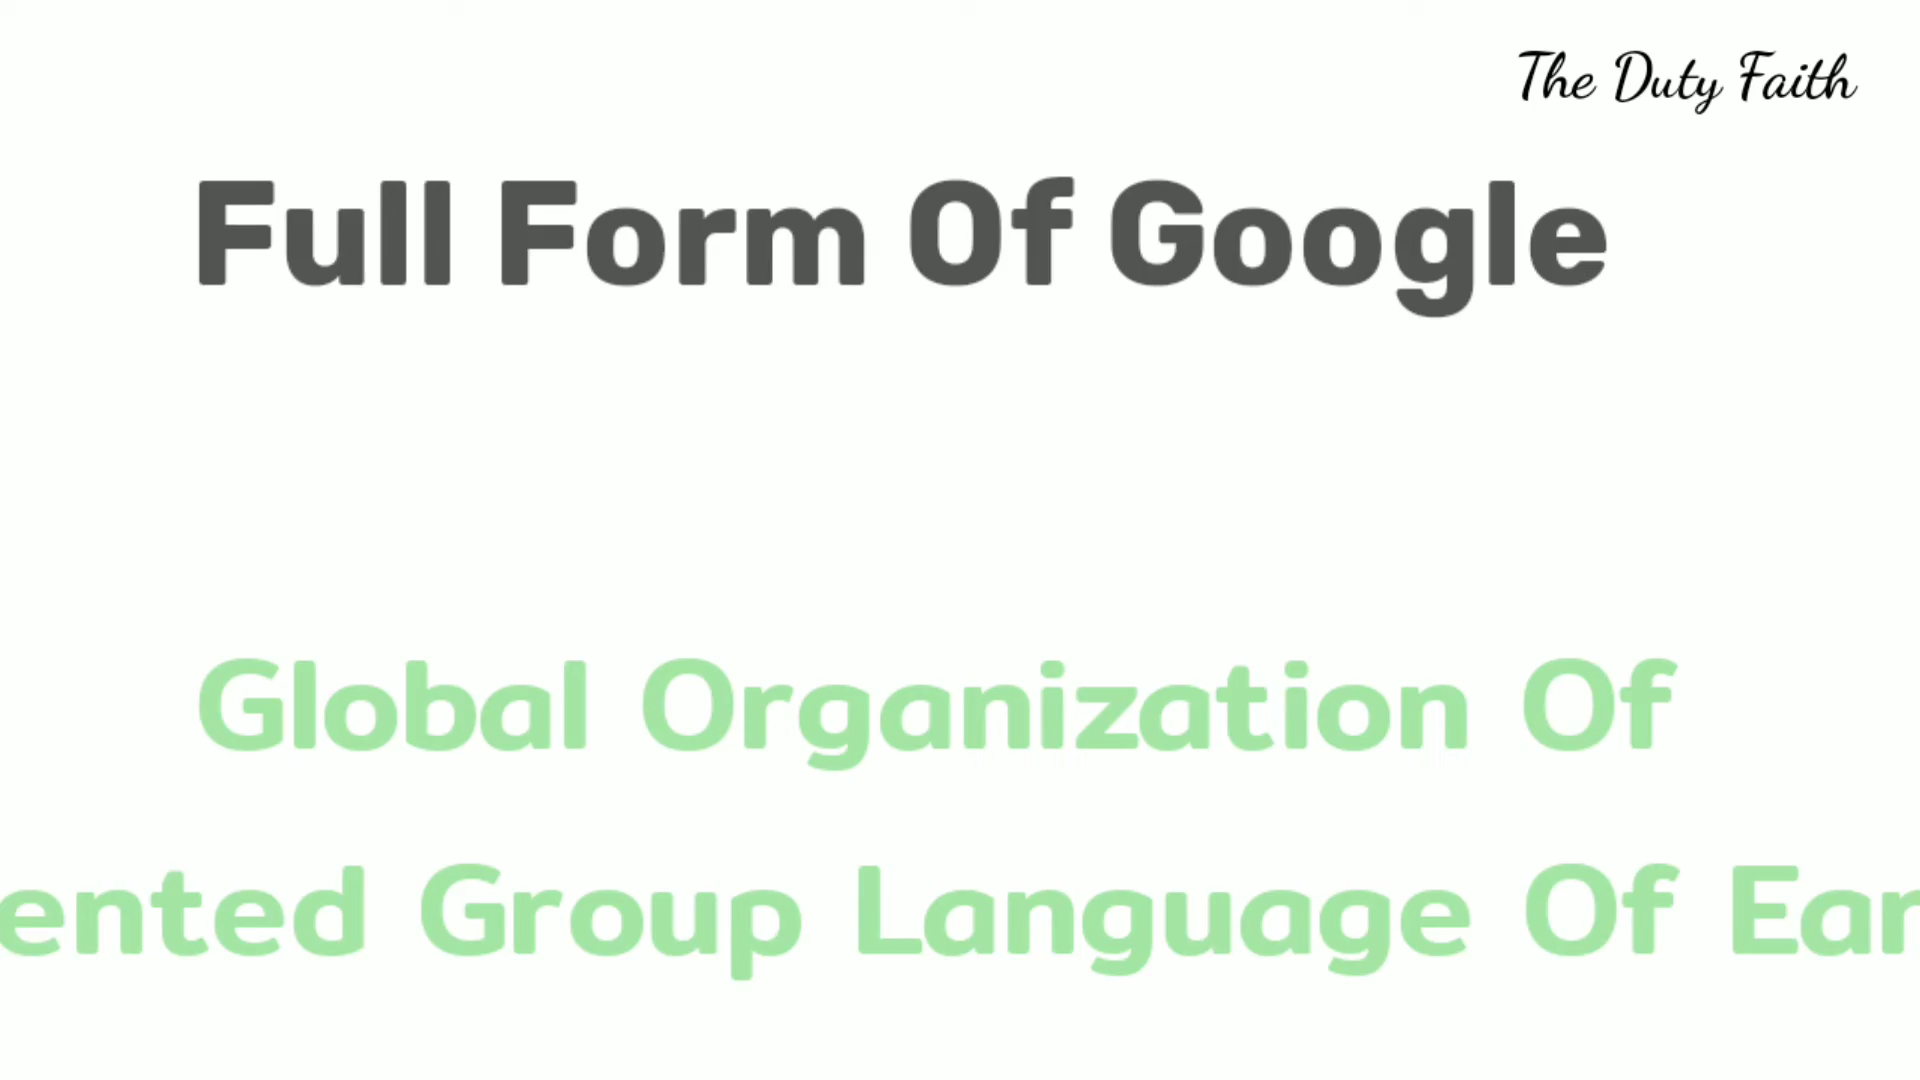 The Duty Faith
Full Form Of Google
Global Organization Of
ented Group Language Of Ear